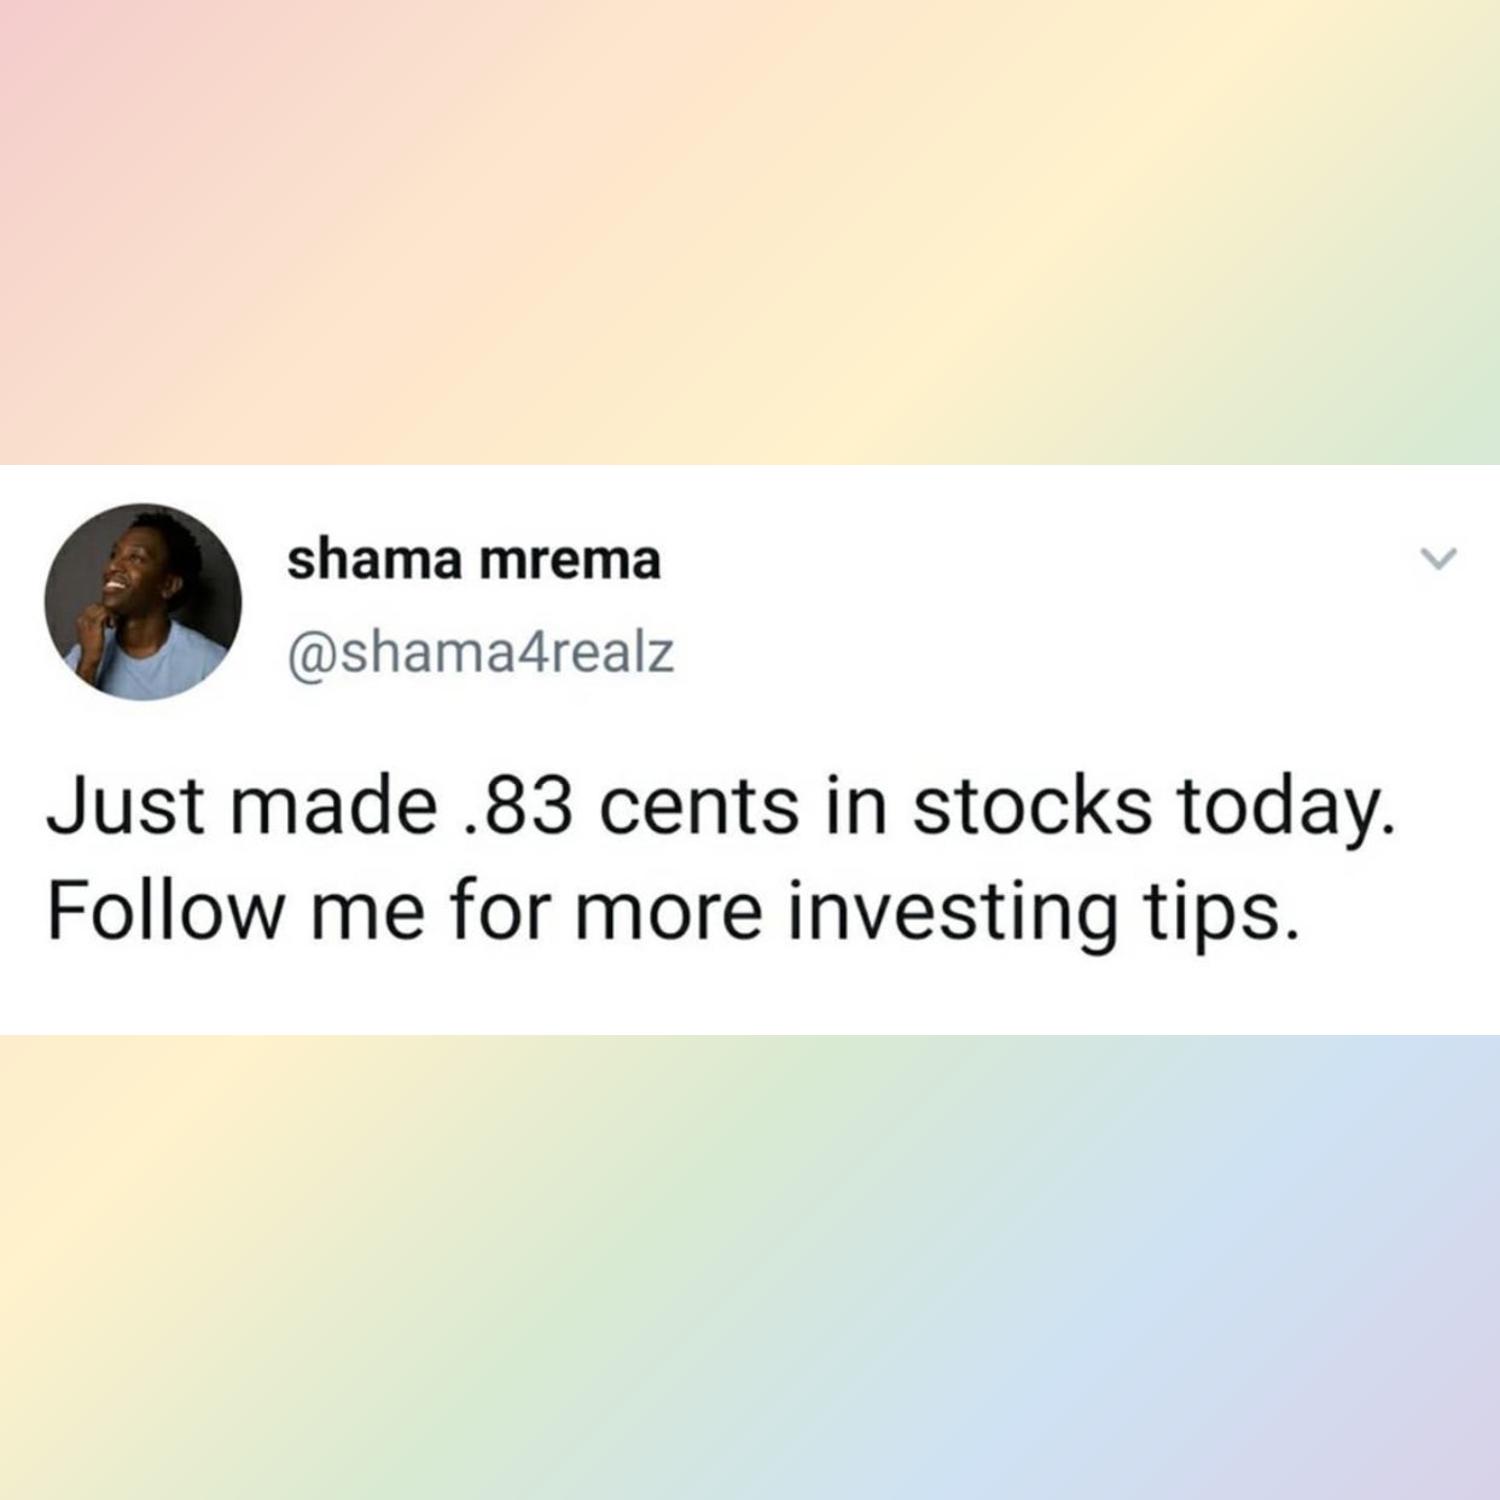 shama mrema
@shama4realz
Just made .83 cents in stocks today.
Follow me for more investing tips.